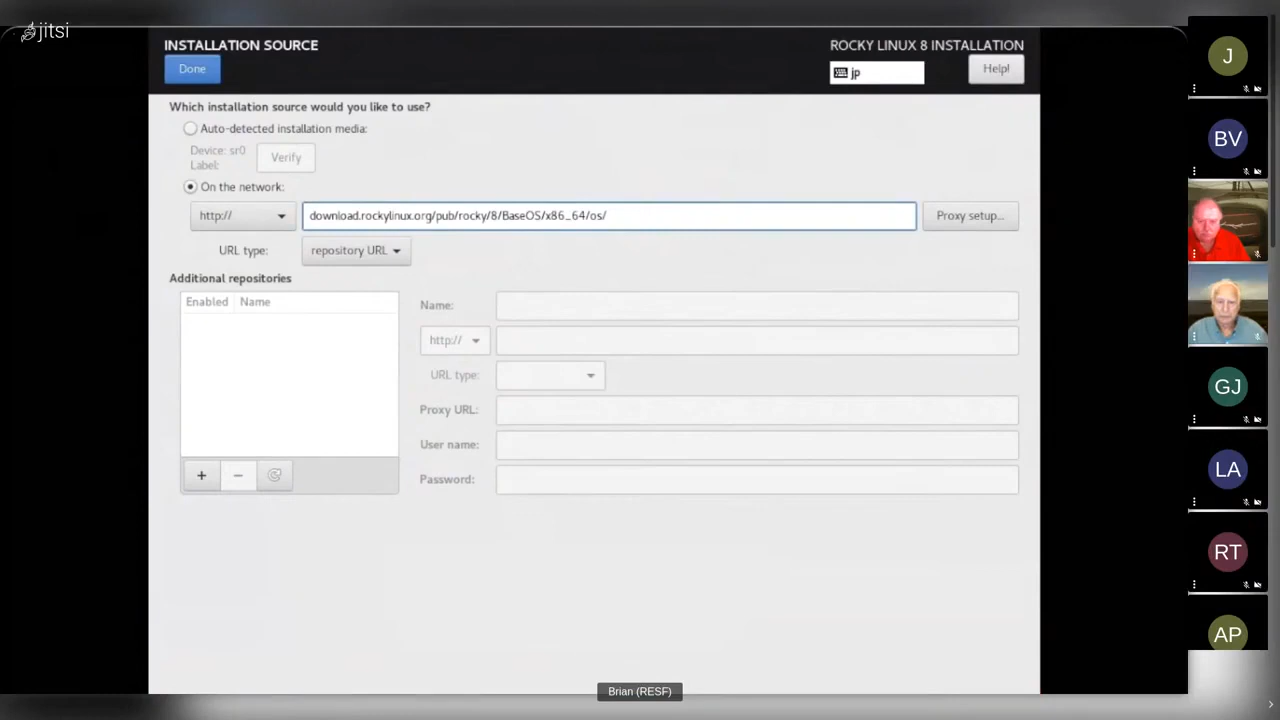 jitsi
INSTALLATION SOURCE
ROCKY LINUX 8 INSTALLATION
Done
jp
Help!
Which installation source would you like to use?
Auto-detected installation media:
Device: sr0
Label:
Verify
On the network:
http://
download.rockylinux.org/pub/rocky/8/BaseOS/x86_64/os/
Proxy setup...
URL type:
repository URL
Additional repositories
Enabled Name
Name:
http://
URL type:
Proxy URL:
User name:
Password:
+ −
Brian (RESF)
J
BV
GJ
LA
RT
AP